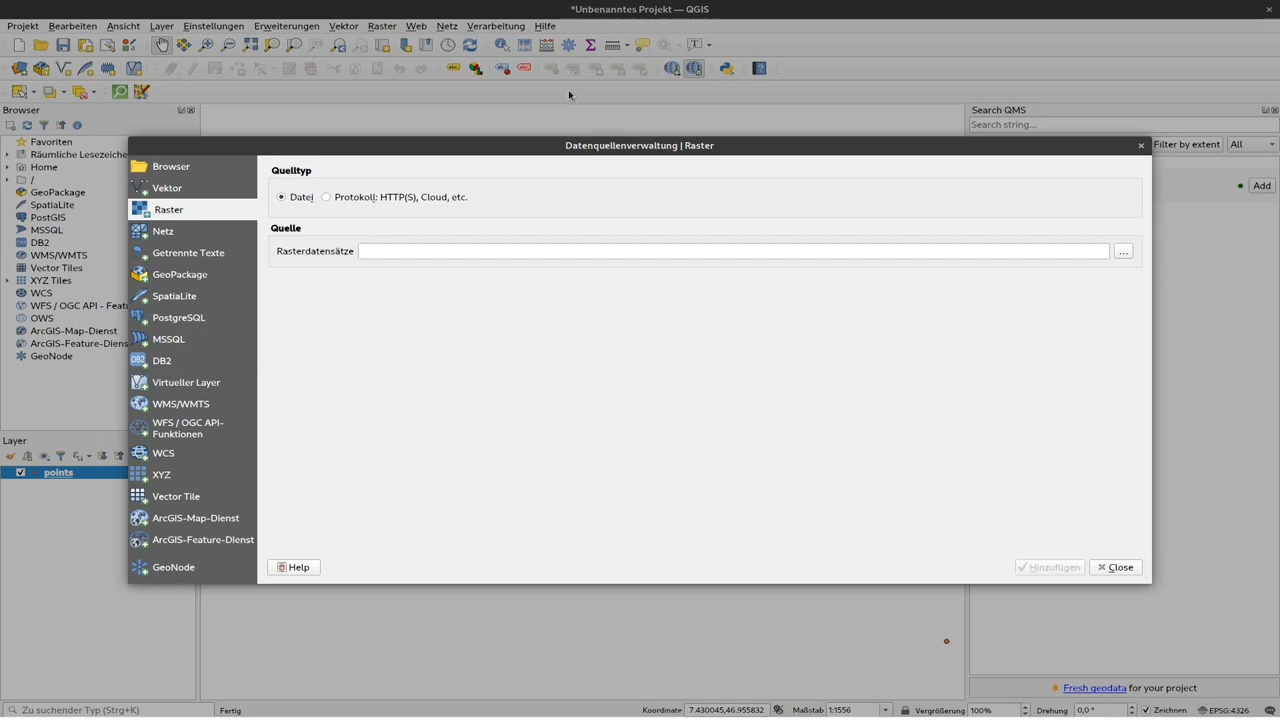 *Unbenanntes Projekt — QGIS
Projekt Bearbeiten Ansicht Layer Einstellungen Erweiterungen Vektor Raster Web Netz Verarbeitung Hilfe
Browser
Search QMS
Search string...
Filter by extent All
Add
Favoriten
Räumliche Lesezeiche
Home
/
GeoPackage
SpatiaLite
PostGIS
MSSQL
DB2
WMS/WMTS
Vector Tiles
XYZ Tiles
WCS
WFS / OGC API - Featu
OWS
ArcGIS-Map-Dienst
ArcGIS-Feature-Diens
GeoNode
Layer
points
Datenquellenverwaltung | Raster
Browser
Vektor
Raster
Netz
Getrennte Texte
GeoPackage
SpatiaLite
PostgreSQL
MSSQL
DB2
Virtueller Layer
WMS/WMTS
WFS / OGC API-
Funktionen
WCS
XYZ
Vector Tile
ArcGIS-Map-Dienst
ArcGIS-Feature-Dienst
GeoNode
Quelltyp
Datei Protokoll: HTTP(S), Cloud, etc.
Quelle
Rasterdatensätze ...
Help Hinzufügen Close
Fresh geodata for your project
Zu suchender Typ (Strg+K) Fertig Koordinate 7.430045,46.955832 Maßstab 1:1556 Vergrößerung 100% Drehung 0,0 ° Zeichnen EPSG:4326